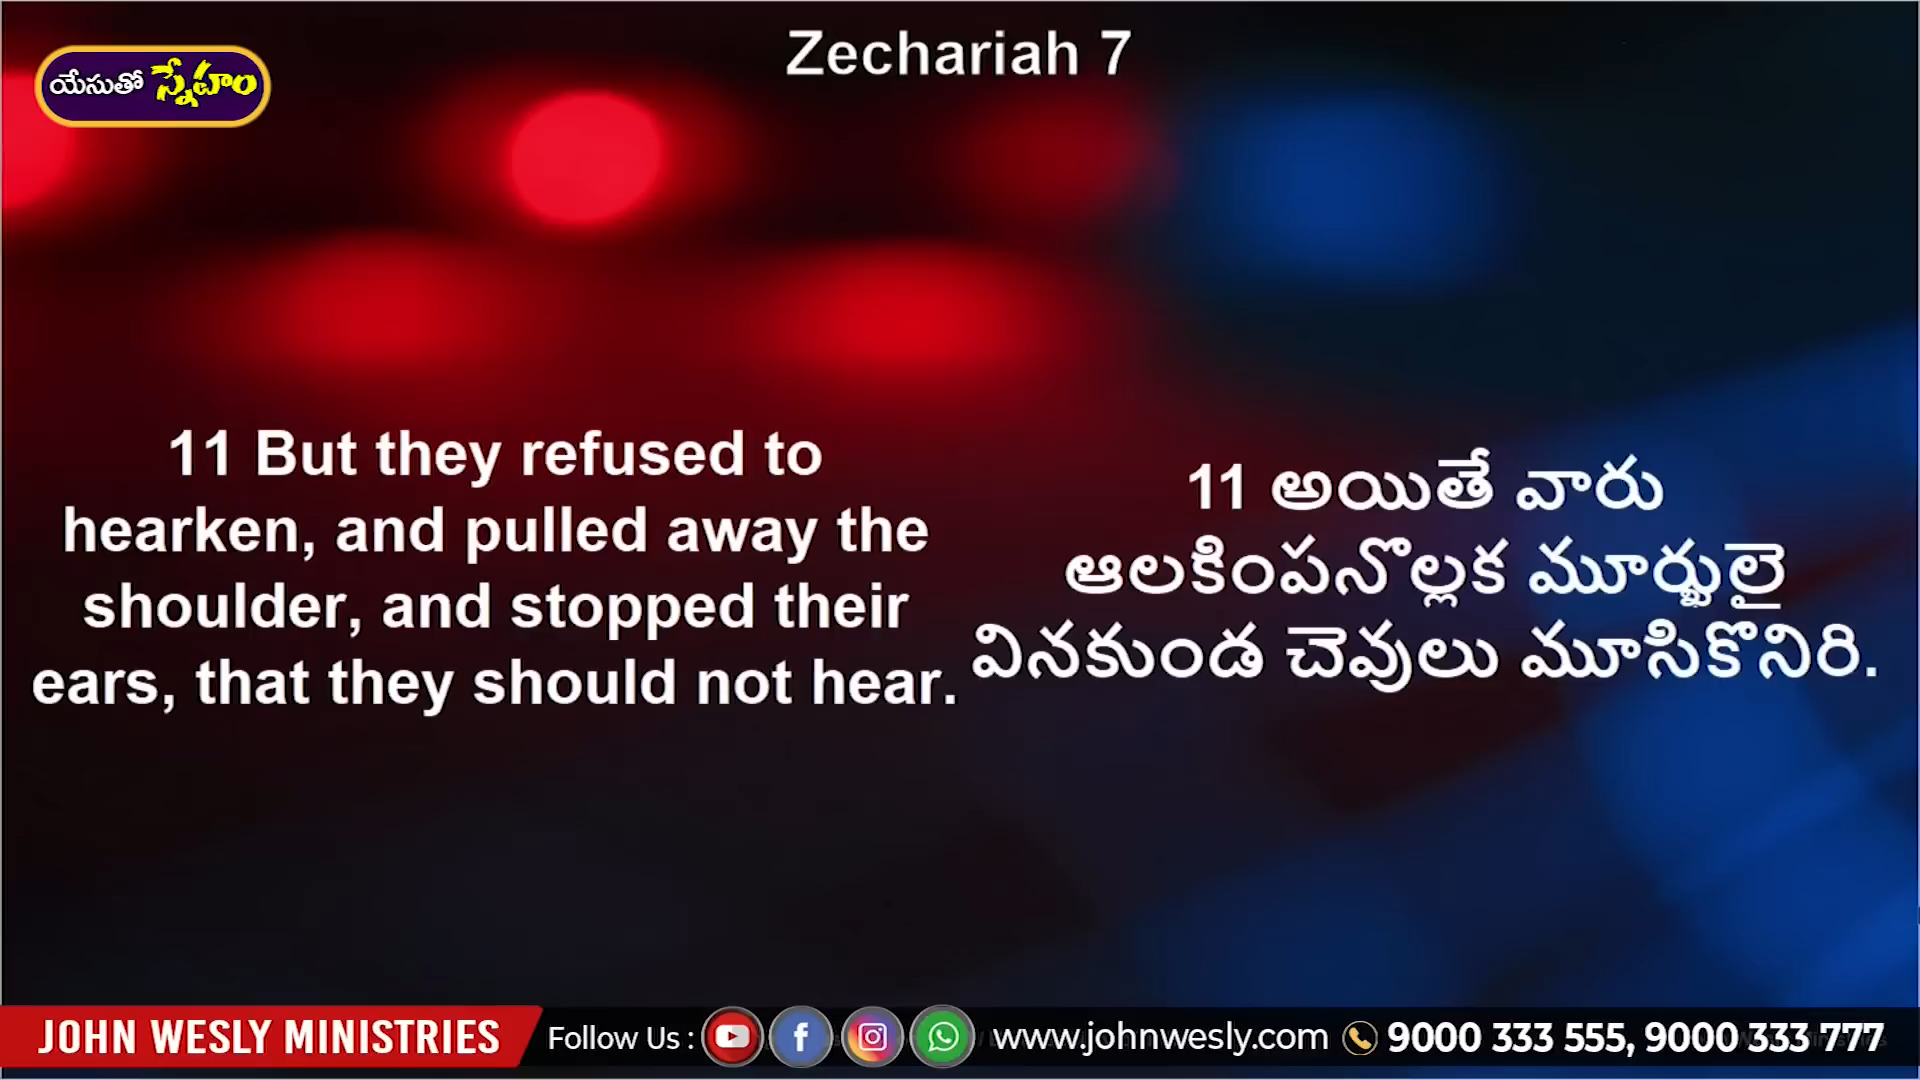 Zechariah 7
యేసుతో స్నేహం
11 But they refused to
hearken, and pulled away the
shoulder, and stopped their
ears, that they should not hear.
11 అయితే వారు
ఆలకింపనొల్లక మూర్ఖులై
వినకుండ చెవులు మూసికొనిరి.
JOHN WESLY MINISTRIES
Follow Us :
www.johnwesly.com
9000 333 555, 9000 333 777